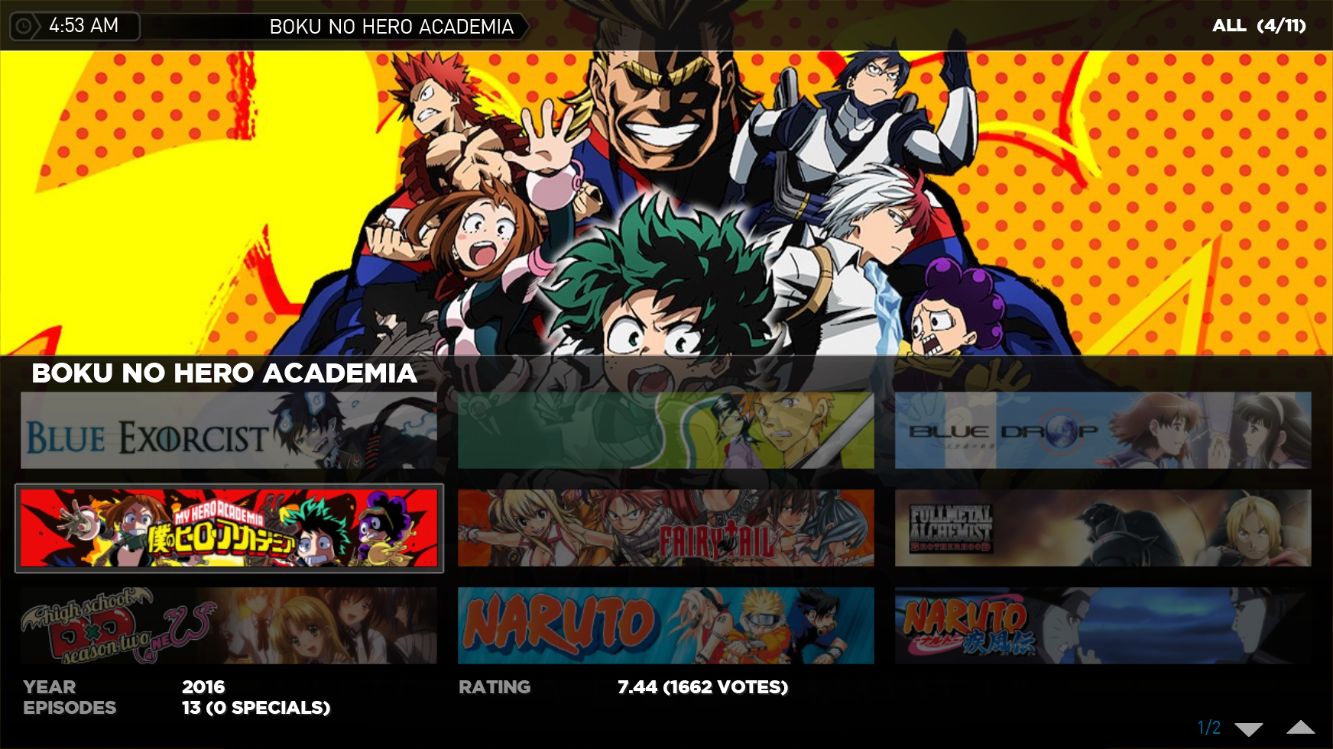 4:53 AM
BOKU NO HERO ACADEMIA
ALL (4/11)
BOKU NO HERO ACADEMIA
BLUE EXORCIST
BLUE DROP
MY HERO ACADEMIA
僕のヒーローアカデミア
FAIRY TAIL
FULLMETAL
ALCHEMIST
BROTHERHOOD
high school
D×D
season two NEW
NARUTO
NARUTO
ナルト
疾風伝
YEAR 2016
RATING 7.44 (1662 VOTES)
EPISODES 13 (0 SPECIALS)
1/2